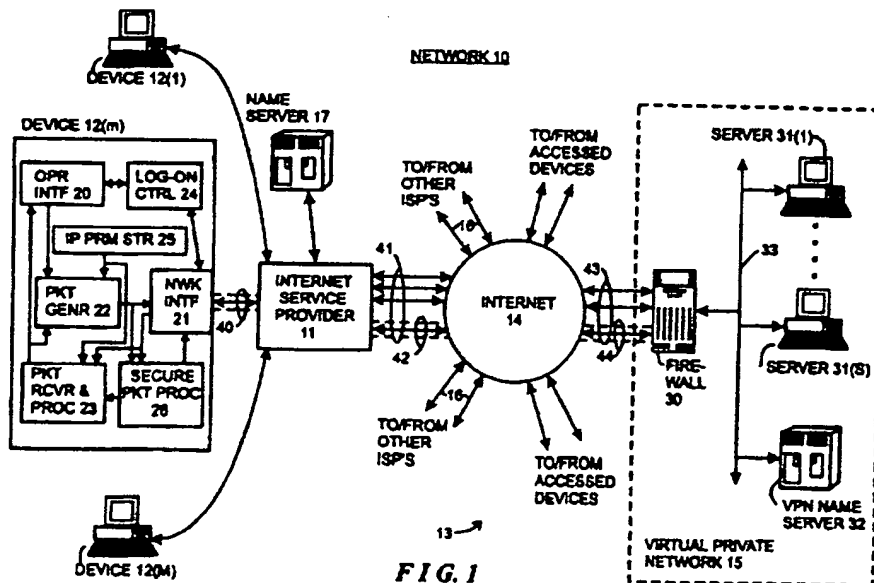 NETWORK 10
DEVICE 12(1)
NAME
SERVER 17
DEVICE 12(m)
OPR
INTF 20
LOG-ON
CTRL 24
IP PRM STR 25
PKT
GENR 22
NWK
INTF
21
PKT
RCVR &
PROC 23
SECURE
PKT PROC
26
40
INTERNET
SERVICE
PROVIDER
11
41
42
TO/FROM
OTHER
ISP'S
16
TO/FROM
ACCESSED
DEVICES
INTERNET
14
16
TO/FROM
OTHER
ISP'S
TO/FROM
ACCESSED
DEVICES
43
44
FIRE-
WALL
30
SERVER 31(1)
33
SERVER 31(S)
VPN NAME
SERVER 32
VIRTUAL PRIVATE
NETWORK 15
DEVICE 12(M)
13
FIG. 1